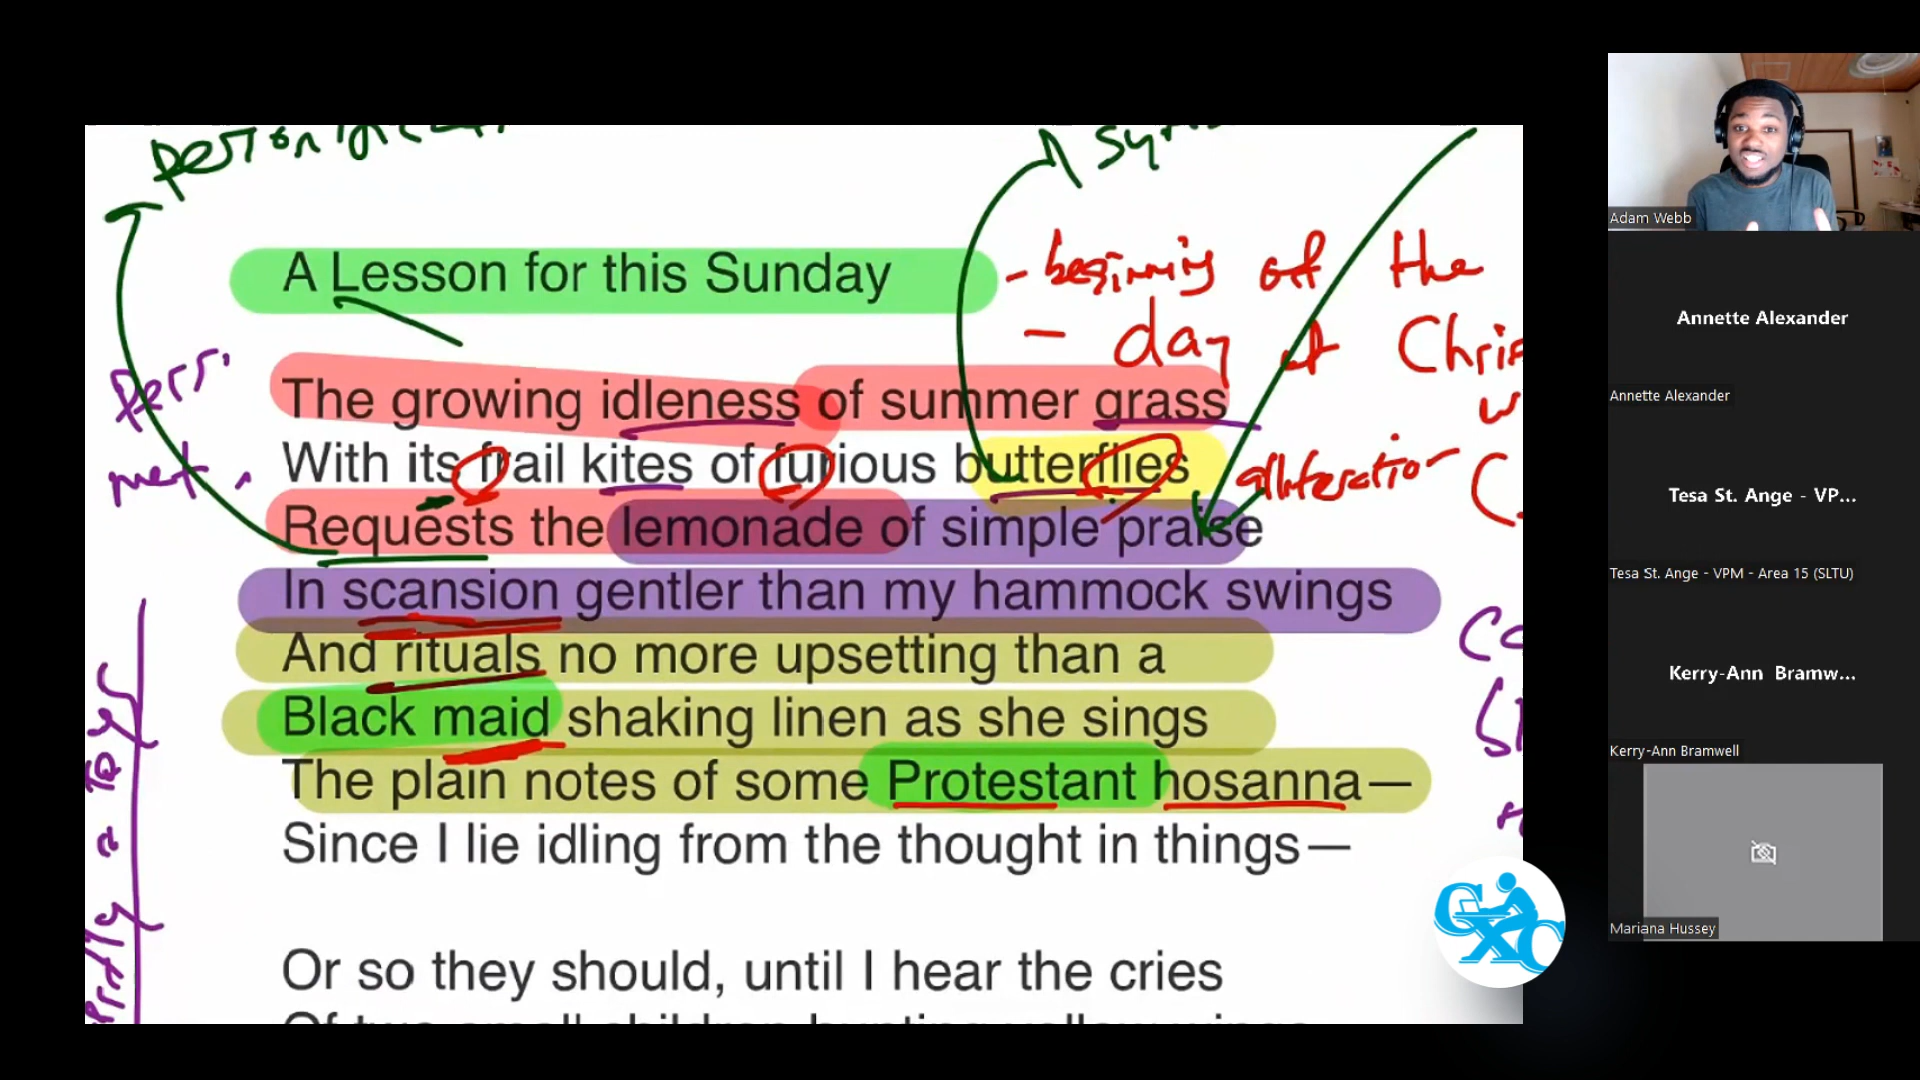 A Lesson for this Sunday
- beginning of the
- day of
pers.
met.
The growing idleness of summer grass
With its frail kites of furious butterflies
alliteration
Requests the lemonade of simple praise
In scansion gentler than my hammock swings
And rituals no more upsetting than a
Black maid shaking linen as she sings
The plain notes of some Protestant hosanna—
Since I lie idling from the thought in things—
Or so they should, until I hear the cries
CXC
Adam Webb
Annette Alexander
Annette Alexander
Tesa St. Ange - VP...
Tesa St. Ange - VPM - Area 15 (SLTU)
Kerry-Ann Bramw...
Kerry-Ann Bramwell
Mariana Hussey